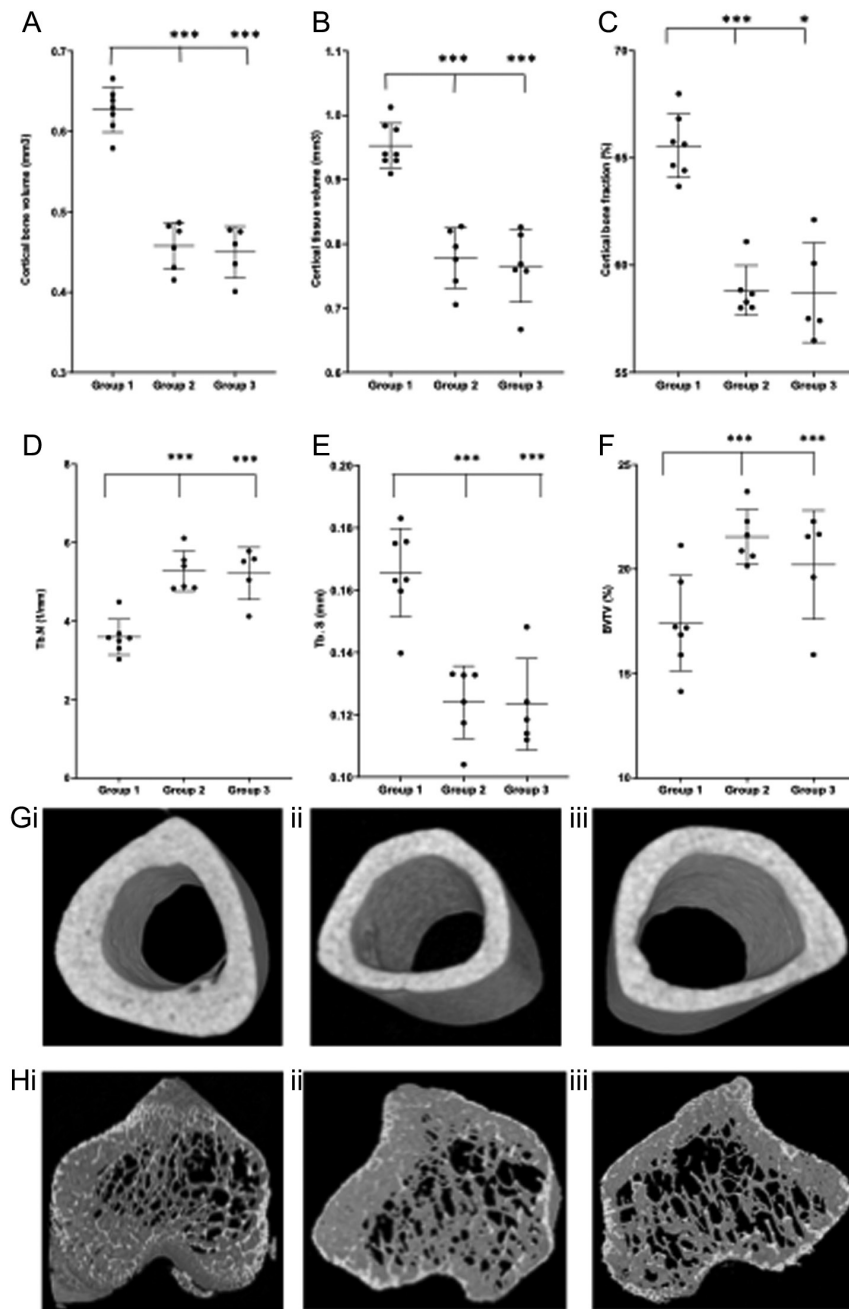 A
B
C
*** ***
*** ***
*** *
0.7
0.6
0.5
0.4
0.3
Cortical bone volume (mm3)
Group 1 Group 2 Group 3
1.1
1.0
0.9
0.8
0.7
0.6
Cortical tissue volume (mm3)
Group 1 Group 2 Group 3
70
65
60
55
Cortical bone fraction (%)
Group 1 Group 2 Group 3
D
E
F
*** ***
*** ***
*** ***
8
6
4
2
0
Tb.N (1/mm)
Group 1 Group 2 Group 3
0.20
0.18
0.16
0.14
0.12
0.10
Tb. S (mm)
Group 1 Group 2 Group 3
25
20
15
10
BVTV (%)
Group 1 Group 2 Group 3
Gi
ii
iii
Hi
ii
iii